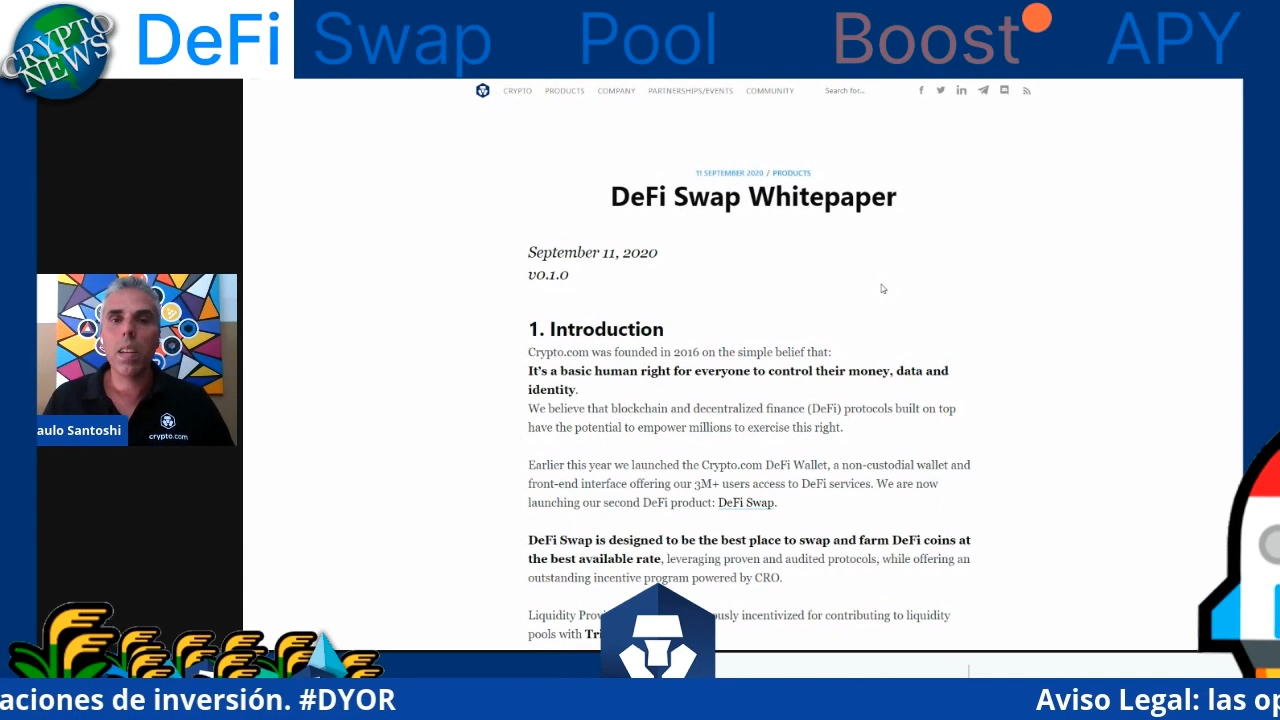 CRYPTO
NEWS
DeFi Swap Pool Boost APY
CRYPTO PRODUCTS COMPANY PARTNERSHIPS/EVENTS COMMUNITY Search for...
11 SEPTEMBER 2020 / PRODUCTS
DeFi Swap Whitepaper
September 11, 2020
v0.1.0
1. Introduction
Crypto.com was founded in 2016 on the simple belief that:
It's a basic human right for everyone to control their money, data and
identity.
We believe that blockchain and decentralized finance (DeFi) protocols built on top
have the potential to empower millions to exercise this right.
Earlier this year we launched the Crypto.com DeFi Wallet, a non-custodial wallet and
front-end interface offering our 3M+ users access to DeFi services. We are now
launching our second DeFi product: DeFi Swap.
DeFi Swap is designed to be the best place to swap and farm DeFi coins at
the best available rate, leveraging proven and audited protocols, while offering an
outstanding incentive program powered by CRO.
Liquidity incentivized for contributing to liquidity
pools with
crypto.com
aulo Santoshi
aciones de inversión. #DYOR Aviso Legal: las